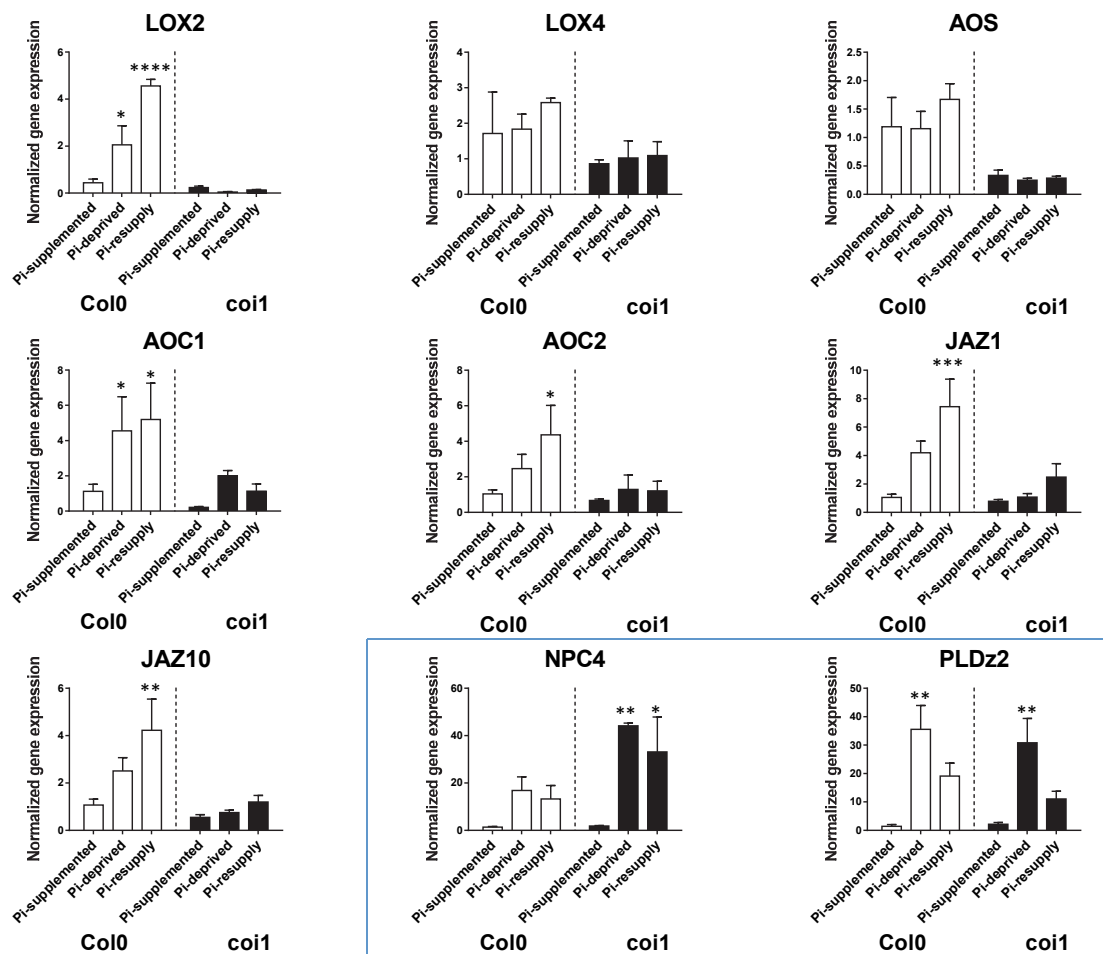 LOX2
Normalized gene expression
6
4
2
0
* ****
Pi-supplemented
Pi-deprived
Pi-resupply
Pi-supplemented
Pi-deprived
Pi-resupply
Col0 coi1
LOX4
Normalized gene expression
4
3
2
1
0
Pi-supplemented
Pi-deprived
Pi-resupply
Pi-supplemented
Pi-deprived
Pi-resupply
Col0 coi1
AOS
Normalized gene expression
2.5
2.0
1.5
1.0
0.5
0.0
Pi-supplemented
Pi-deprived
Pi-resupply
Pi-supplemented
Pi-deprived
Pi-resupply
Col0 coi1
AOC1
Normalized gene expression
8
6
4
2
0
* *
Pi-supplemented
Pi-deprived
Pi-resupply
Pi-supplemented
Pi-deprived
Pi-resupply
Col0 coi1
AOC2
Normalized gene expression
8
6
4
2
0
*
Pi-supplemented
Pi-deprived
Pi-resupply
Pi-supplemented
Pi-deprived
Pi-resupply
Col0 coi1
JAZ1
Normalized gene expression
10
8
6
4
2
0
***
Pi-supplemented
Pi-deprived
Pi-resupply
Pi-supplemented
Pi-deprived
Pi-resupply
Col0 coi1
JAZ10
Normalized gene expression
6
4
2
0
**
Pi-supplemented
Pi-deprived
Pi-resupply
Pi-supplemented
Pi-deprived
Pi-resupply
Col0 coi1
NPC4
Normalized gene expression
60
40
20
0
** *
Pi-supplemented
Pi-deprived
Pi-resupply
Pi-supplemented
Pi-deprived
Pi-resupply
Col0 coi1
PLDz2
Normalized gene expression
50
40
30
20
10
0
** **
Pi-supplemented
Pi-deprived
Pi-resupply
Pi-supplemented
Pi-deprived
Pi-resupply
Col0 coi1